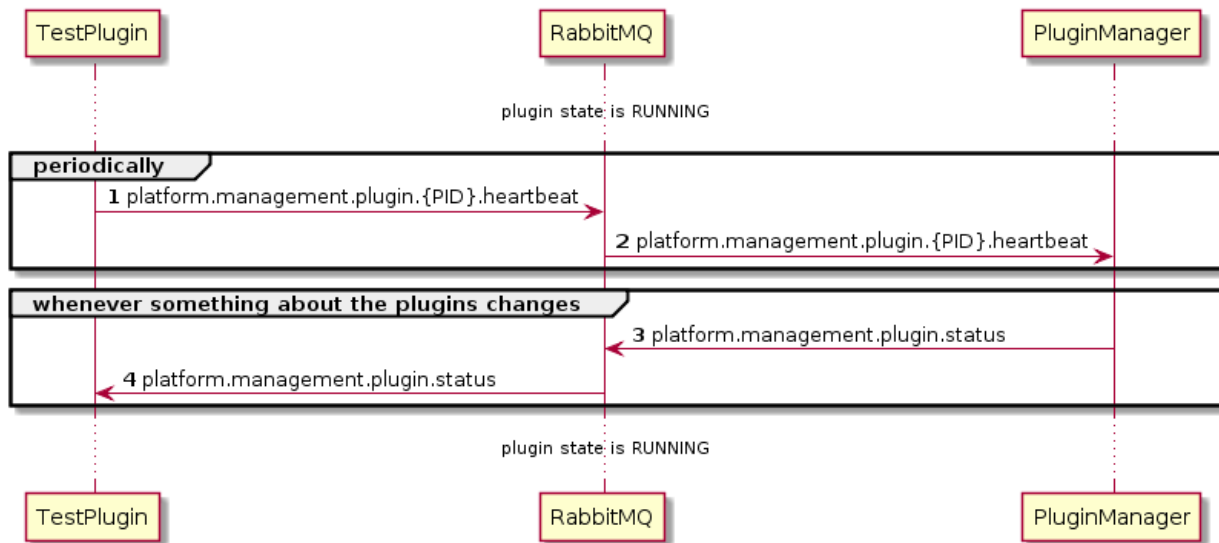 TestPlugin RabbitMQ PluginManager
plugin state is RUNNING
periodically
1 platform.management.plugin.{PID}.heartbeat
2 platform.management.plugin.{PID}.heartbeat
whenever something about the plugins changes
3 platform.management.plugin.status
4 platform.management.plugin.status
plugin state is RUNNING
TestPlugin RabbitMQ PluginManager